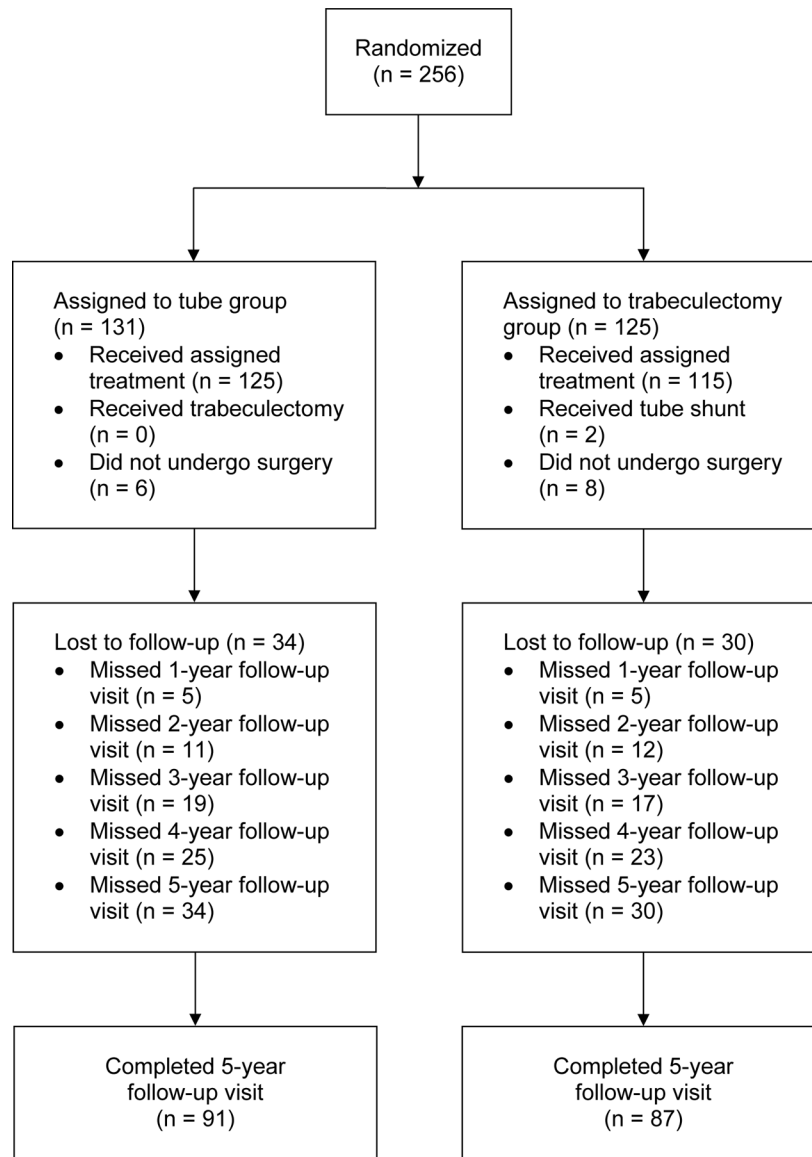 Randomized
(n = 256)
Assigned to tube group
(n = 131)
• Received assigned
treatment (n = 125)
• Received trabeculectomy
(n = 0)
• Did not undergo surgery
(n = 6)
Assigned to trabeculectomy
group (n = 125)
• Received assigned
treatment (n = 115)
• Received tube shunt
(n = 2)
• Did not undergo surgery
(n = 8)
Lost to follow-up (n = 34)
• Missed 1-year follow-up
visit (n = 5)
• Missed 2-year follow-up
visit (n = 11)
• Missed 3-year follow-up
visit (n = 19)
• Missed 4-year follow-up
visit (n = 25)
• Missed 5-year follow-up
visit (n = 34)
Lost to follow-up (n = 30)
• Missed 1-year follow-up
visit (n = 5)
• Missed 2-year follow-up
visit (n = 12)
• Missed 3-year follow-up
visit (n = 17)
• Missed 4-year follow-up
visit (n = 23)
• Missed 5-year follow-up
visit (n = 30)
Completed 5-year
follow-up visit
(n = 91)
Completed 5-year
follow-up visit
(n = 87)